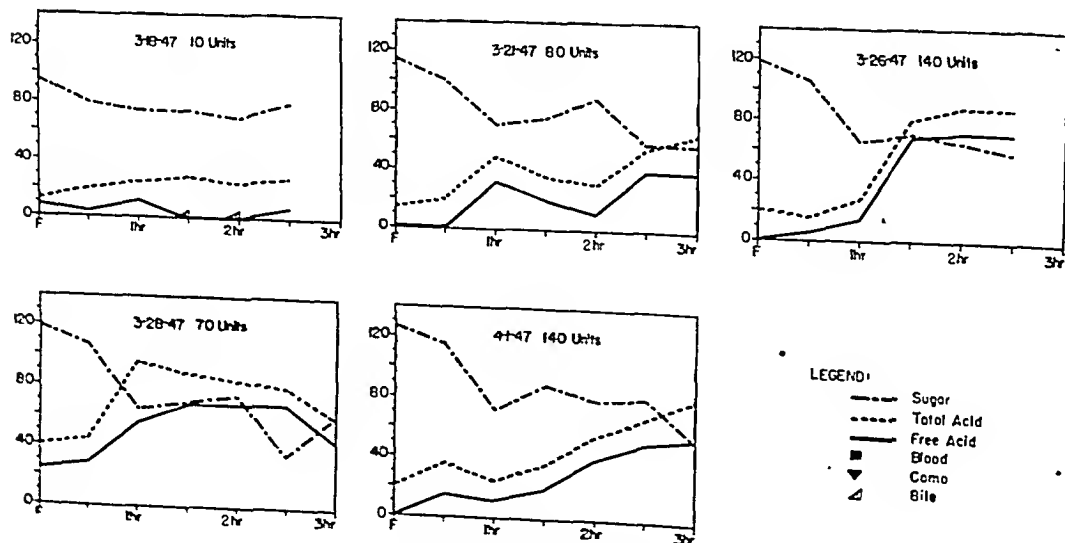 3-18-47 10 Units
120
80
40
0
F 1hr 2hr 3hr
3-21-47 80 Units
120
80
40
0
F 1hr 2hr 3hr
3-26-47 140 Units
120
80
40
0
F 1hr 2hr 3hr
3-28-47 70 Units
120
80
40
0
F 1hr 2hr 3hr
4-1-47 140 Units
120
80
40
0
F 1hr 2hr 3hr
LEGEND:
Sugar
Total Acid
Free Acid
Blood
Coma
Bile